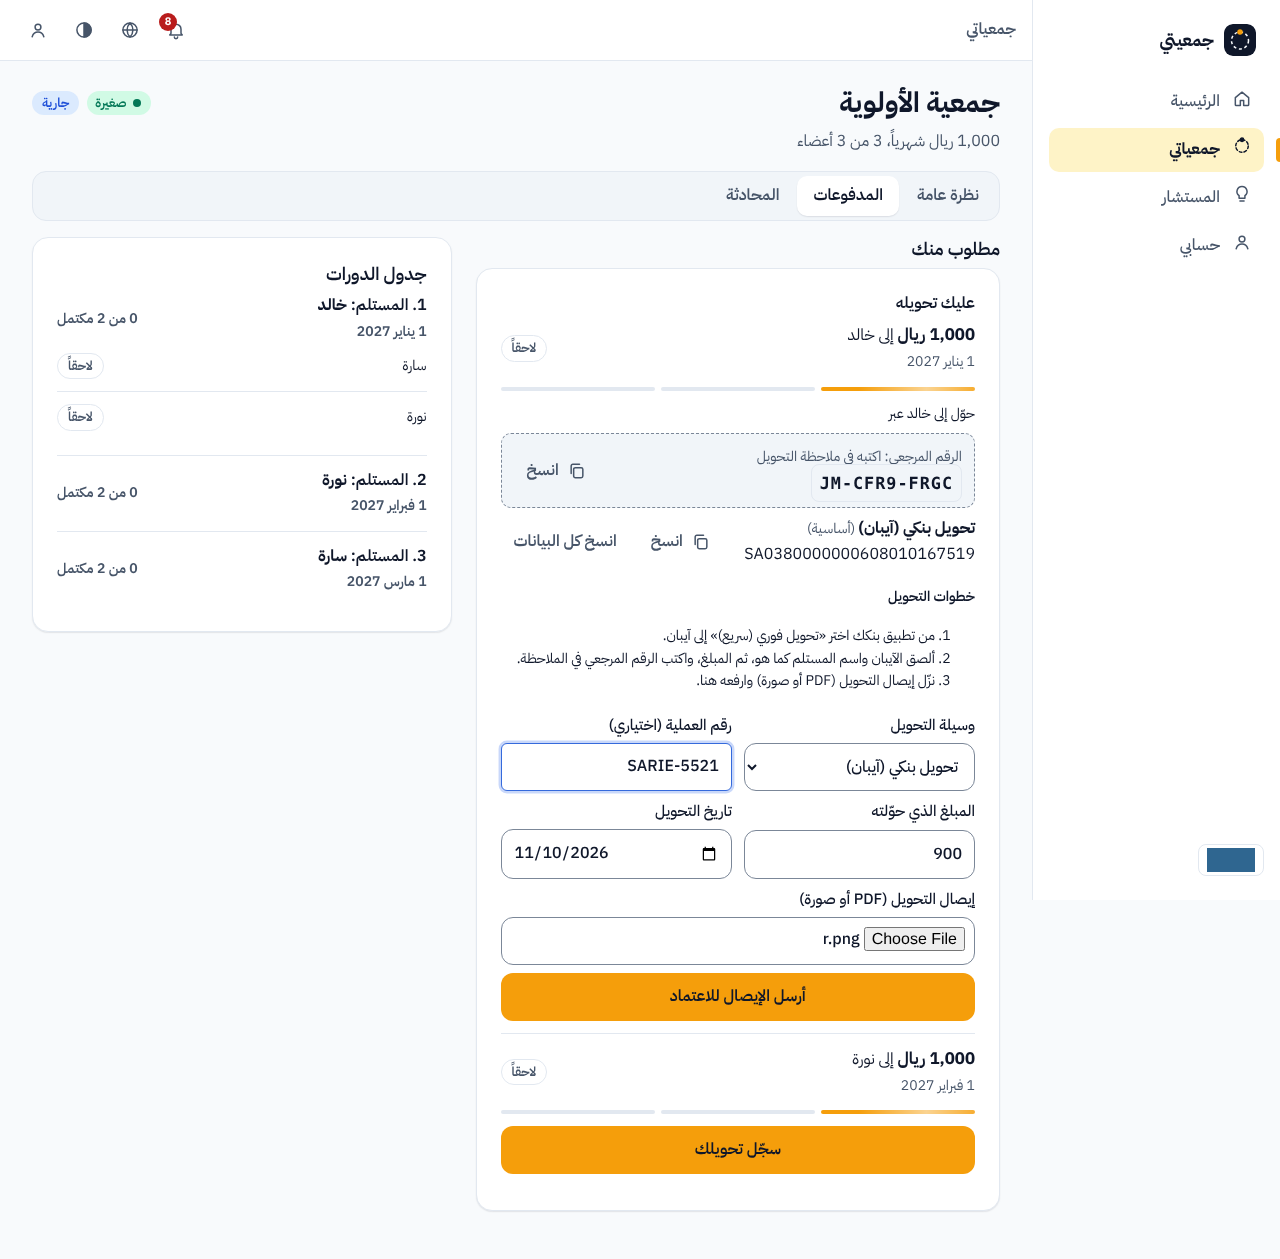 جمعيتي
الرئيسية
جمعياتي
المستشار
حسابي
جمعياتي
8
جمعية الأولوية
صغيرة
جارية
1,000 ريال شهرياً، 3 من 3 أعضاء
نظرة عامة
المدفوعات
المحادثة
مطلوب منك
عليك تحويله
1,000 ريال إلى خالد
لاحقاً
1 يناير 2027
حوّل إلى خالد عبر
الرقم المرجعي: اكتبه في ملاحظة التحويل
JM-CFR9-FRGC
انسخ
تحويل بنكي (آيبان) (أساسية)
SA0380000000608010167519
انسخ
انسخ كل البيانات
خطوات التحويل
1. من تطبيق بنكك اختر «تحويل فوري (سريع)» إلى آيبان.
2. ألصق الآيبان واسم المستلم كما هو، ثم المبلغ، واكتب الرقم المرجعي في الملاحظة.
3. نزّل إيصال التحويل (PDF أو صورة) وارفعه هنا.
وسيلة التحويل
تحويل بنكي (آيبان)
رقم العملية (اختياري)
SARIE-5521
المبلغ الذي حوّلته
900
تاريخ التحويل
11/10/2026
إيصال التحويل (PDF أو صورة)
Choose File r.png
أرسل الإيصال للاعتماد
1,000 ريال إلى نورة
لاحقاً
1 فبراير 2027
سجّل تحويلك
جدول الدورات
1. المستلم: خالد
1 يناير 2027
0 من 2 مكتمل
سارة
لاحقاً
نورة
لاحقاً
2. المستلم: نورة
1 فبراير 2027
0 من 2 مكتمل
3. المستلم: سارة
1 مارس 2027
0 من 2 مكتمل